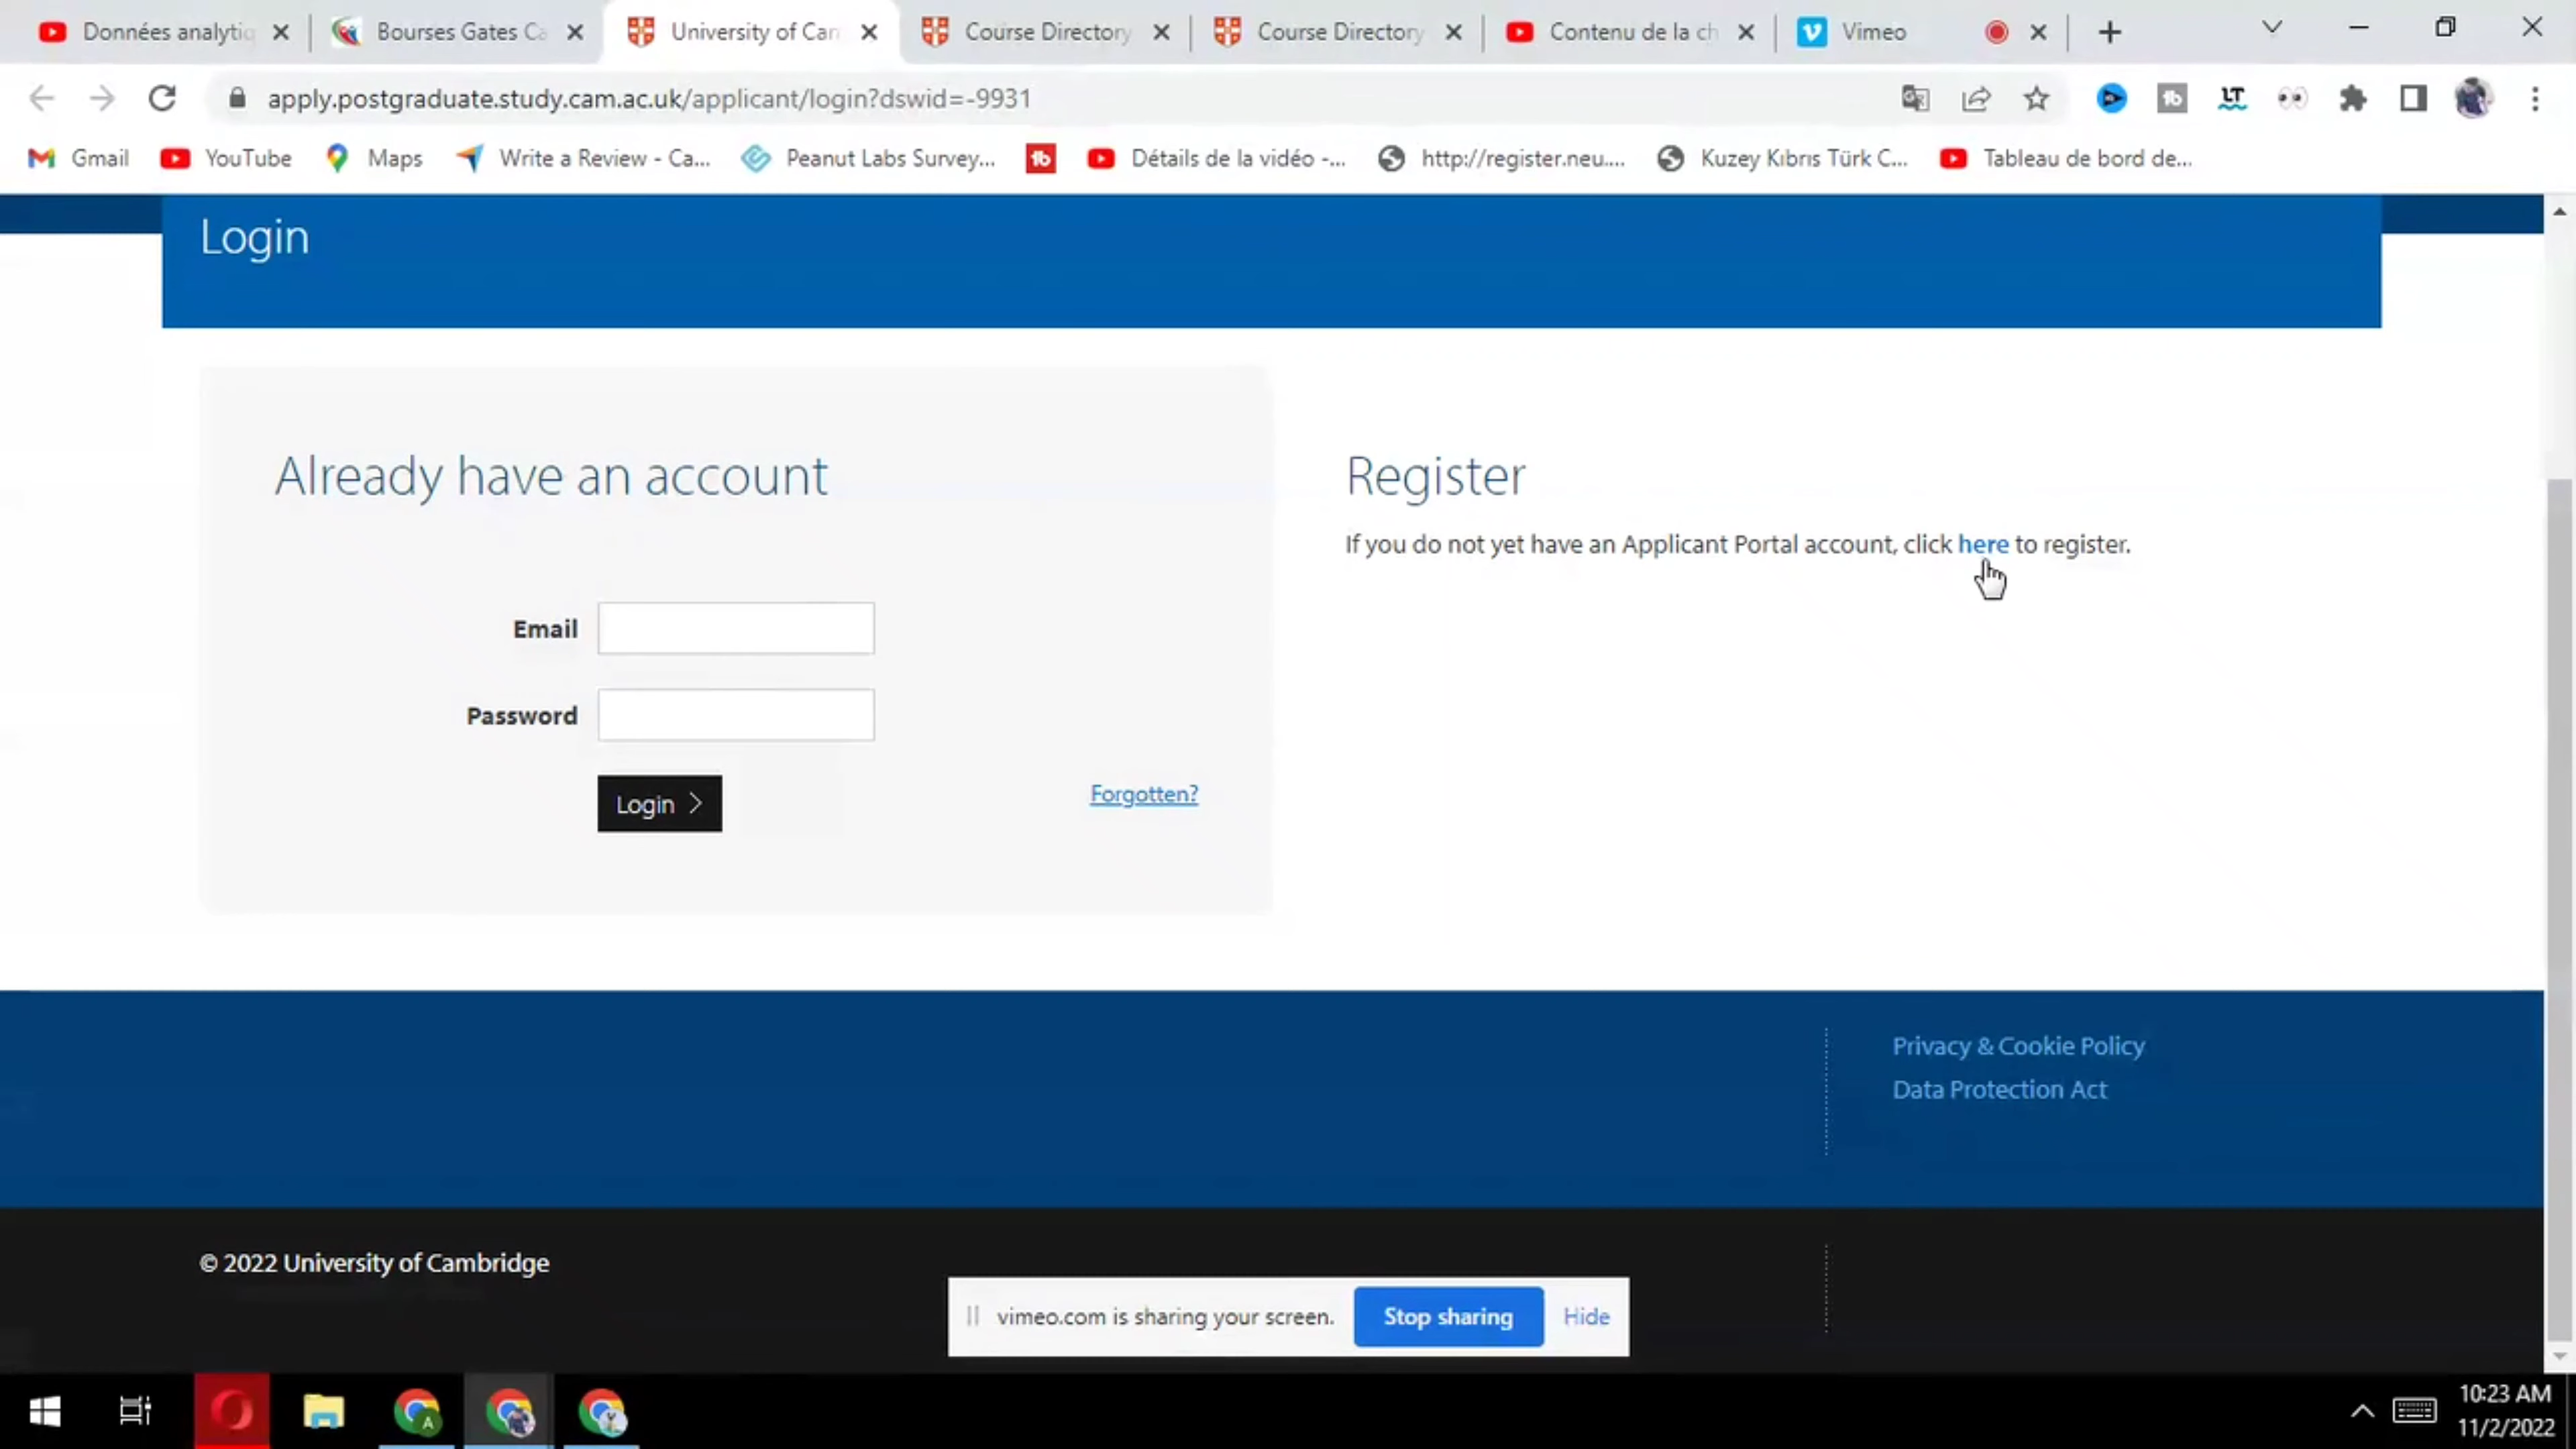 Données analytiq
Bourses Gates Ca
University of Can
Course Directory
Course Directory
Contenu de la ch
Vimeo
apply.postgraduate.study.cam.ac.uk/applicant/login?dswid=-9931
Gmail
YouTube
Maps
Write a Review - Ca...
Peanut Labs Survey...
Détails de la vidéo -...
http://register.neu....
Kuzey Kıbrıs Türk C...
Tableau de bord de...
Login
Already have an account
Register
If you do not yet have an Applicant Portal account, click here to register.
Email
Password
Login
Forgotten?
Privacy & Cookie Policy
Data Protection Act
© 2022 University of Cambridge
vimeo.com is sharing your screen.
Stop sharing
Hide
10:23 AM
11/2/2022